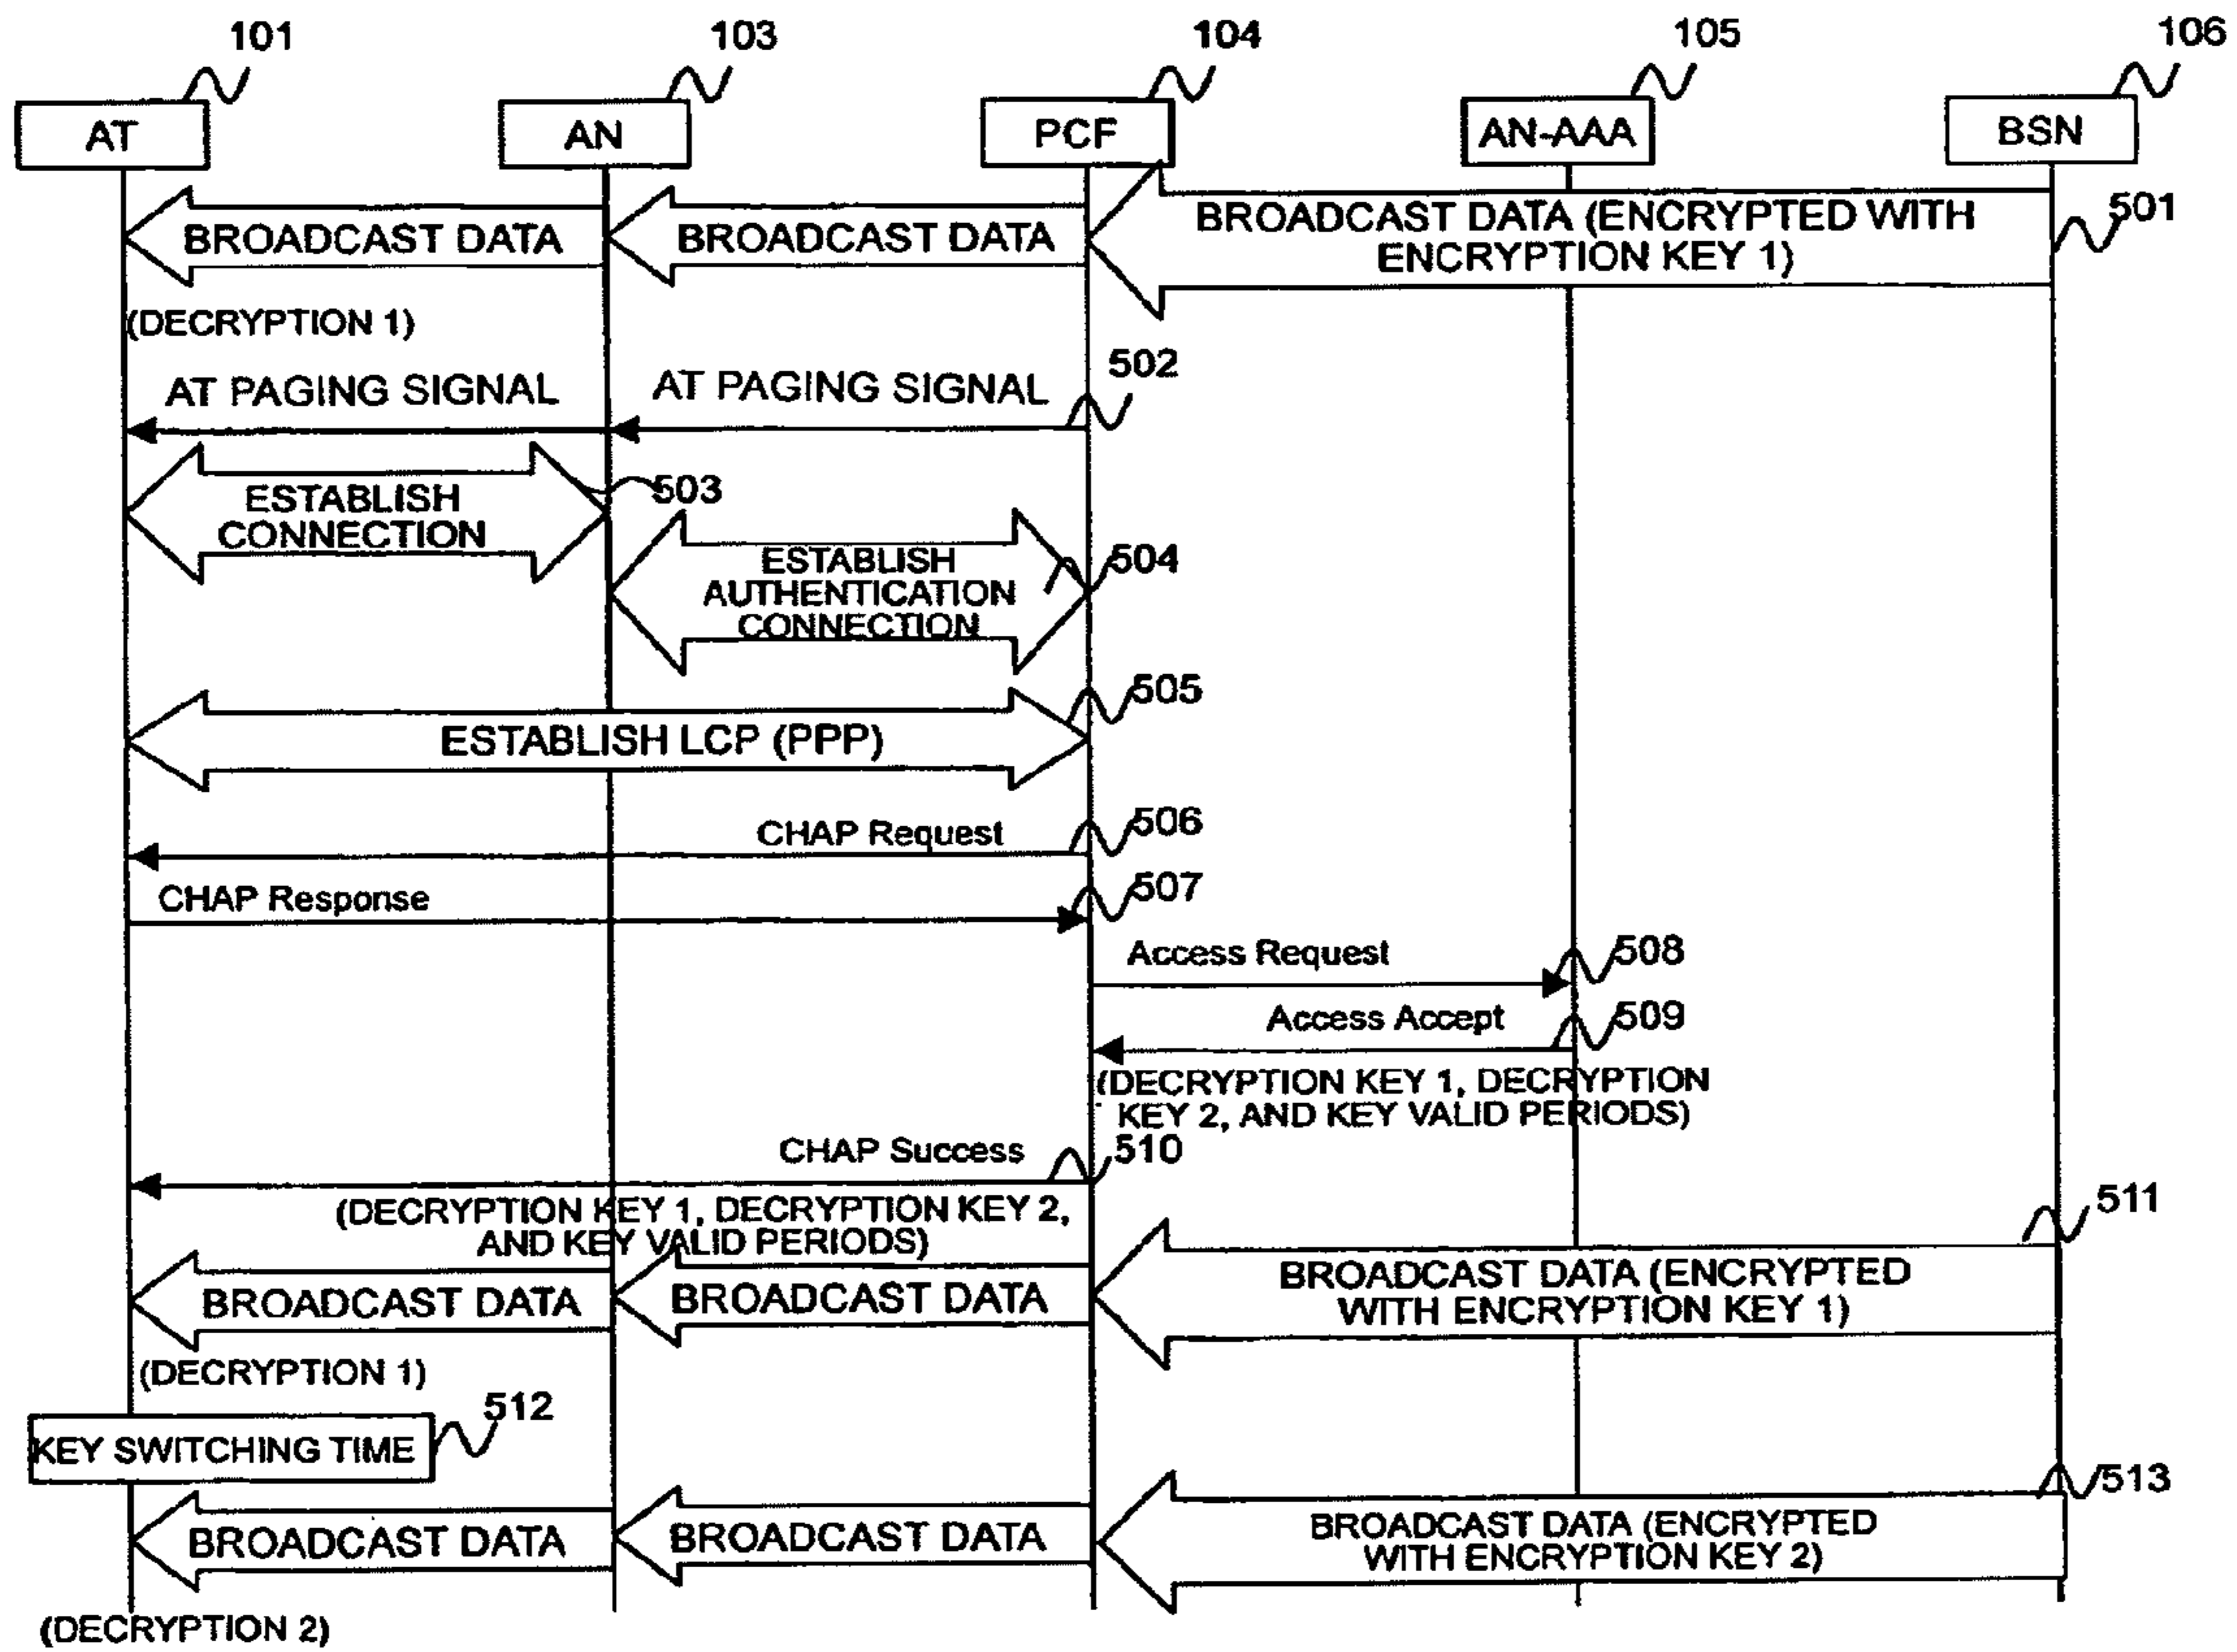 101
103
104
105
106
AT
AN
PCF
AN-AAA
BSN
BROADCAST DATA
BROADCAST DATA
BROADCAST DATA (ENCRYPTED WITH
ENCRYPTION KEY 1)
501
(DECRYPTION 1)
502
AT PAGING SIGNAL
AT PAGING SIGNAL
ESTABLISH
CONNECTION
503
ESTABLISH
AUTHENTICATION
CONNECTION
504
505
ESTABLISH LCP (PPP)
CHAP Request
506
CHAP Response
507
Access Request
508
Access Accept
509
(DECRYPTION KEY 1, DECRYPTION
KEY 2, AND KEY VALID PERIODS)
CHAP Success
510
(DECRYPTION KEY 1, DECRYPTION KEY 2,
AND KEY VALID PERIODS)
511
BROADCAST DATA
BROADCAST DATA
BROADCAST DATA (ENCRYPTED
WITH ENCRYPTION KEY 1)
(DECRYPTION 1)
512
KEY SWITCHING TIME
513
BROADCAST DATA
BROADCAST DATA
BROADCAST DATA (ENCRYPTED
WITH ENCRYPTION KEY 2)
(DECRYPTION 2)